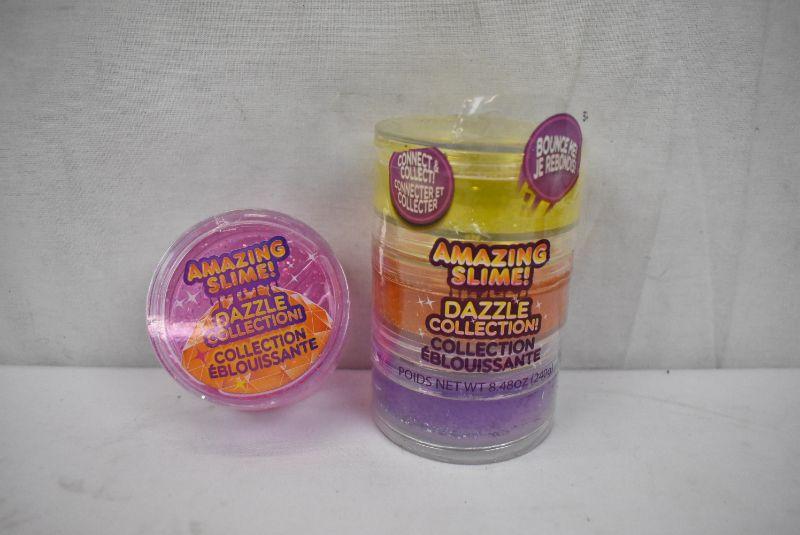 AMAZING
SLIME!
DAZZLE
COLLECTION!
COLLECTION
ÉBLOUISSANTE
CONNECT &
COLLECT!
CONNECTER ET
COLLECTER
BOUNCE ME!
JE REBONDIS!
AMAZING
SLIME!
DAZZLE
COLLECTION!
COLLECTION
ÉBLOUISSANTE
POIDS NET WT 8.48OZ (240g)